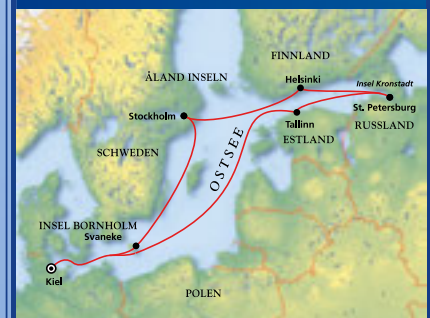 FINNLAND
ÅLAND INSELN
Helsinki
Insel Kronstadt
St. Petersburg
Stockholm
Tallinn
RUSSLAND
ESTLAND
OSTSEE
SCHWEDEN
INSEL BORNHOLM
Svaneke
Kiel
POLEN